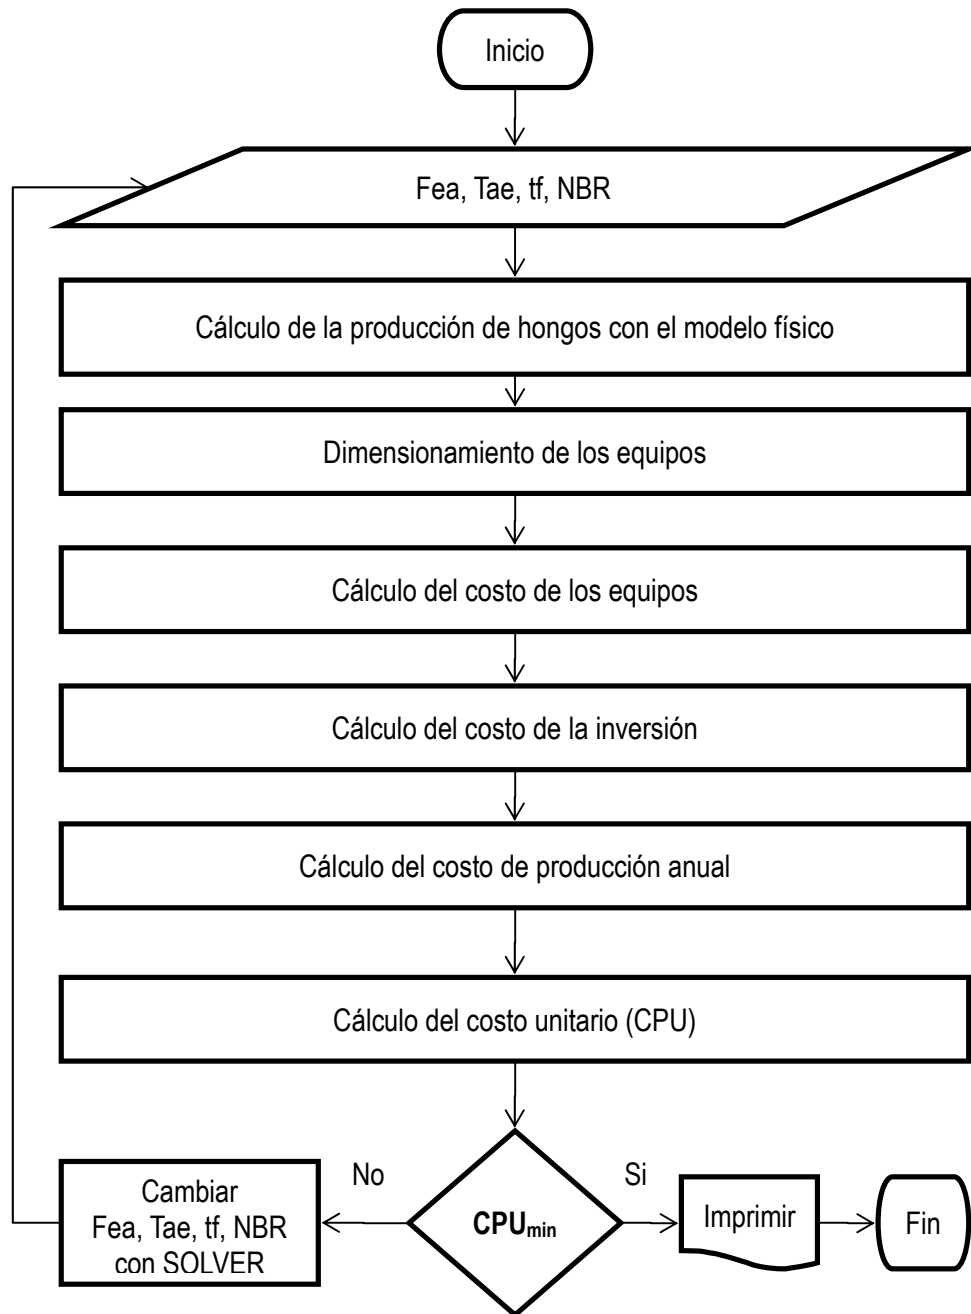 Inicio
Fea, Tae, tf, NBR
Cálculo de la producción de hongos con el modelo físico
Dimensionamiento de los equipos
Cálculo del costo de los equipos
Cálculo del costo de la inversión
Cálculo del costo de producción anual
Cálculo del costo unitario (CPU)
No
Si
Cambiar
Fea, Tae, tf, NBR
con SOLVER
CPUmin
Imprimir
Fin